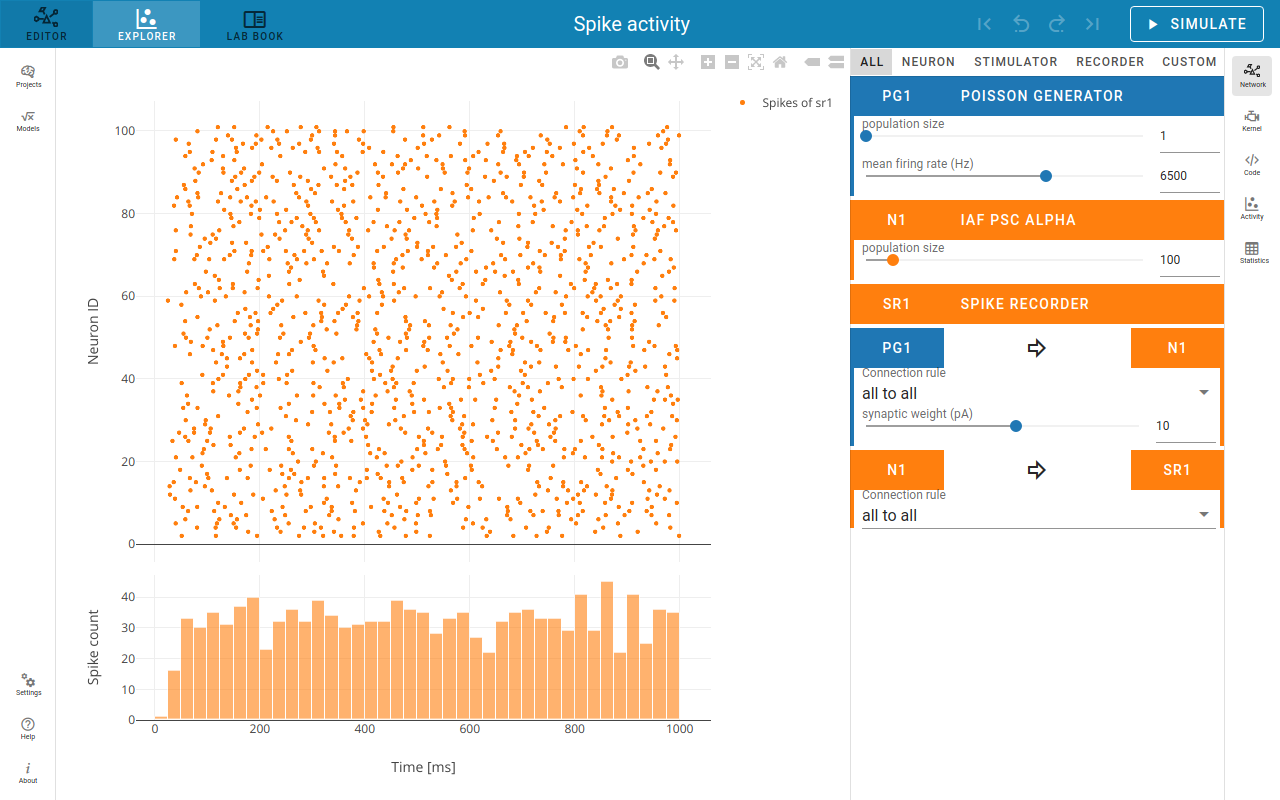 EDITOR
EXPLORER
LAB BOOK
Spike activity
SIMULATE
Projects
Models
Settings
Help
About
Spikes of sr1
Neuron ID
100
80
60
40
20
0
Spike count
40
30
20
10
0
0 200 400 600 800 1000
Time [ms]
ALL NEURON STIMULATOR RECORDER CUSTOM
PG1 POISSON GENERATOR
population size
1
mean firing rate (Hz)
6500
N1 IAF PSC ALPHA
population size
100
SR1 SPIKE RECORDER
PG1 N1
Connection rule
all to all
synaptic weight (pA)
10
N1 SR1
Connection rule
all to all
Network
Kernel
Code
Activity
Statistics